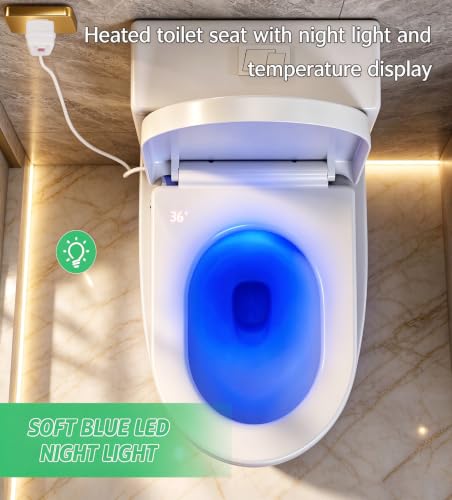 Heated toilet seat with night light and
temperature display
36°
SOFT BLUE LED
NIGHT LIGHT